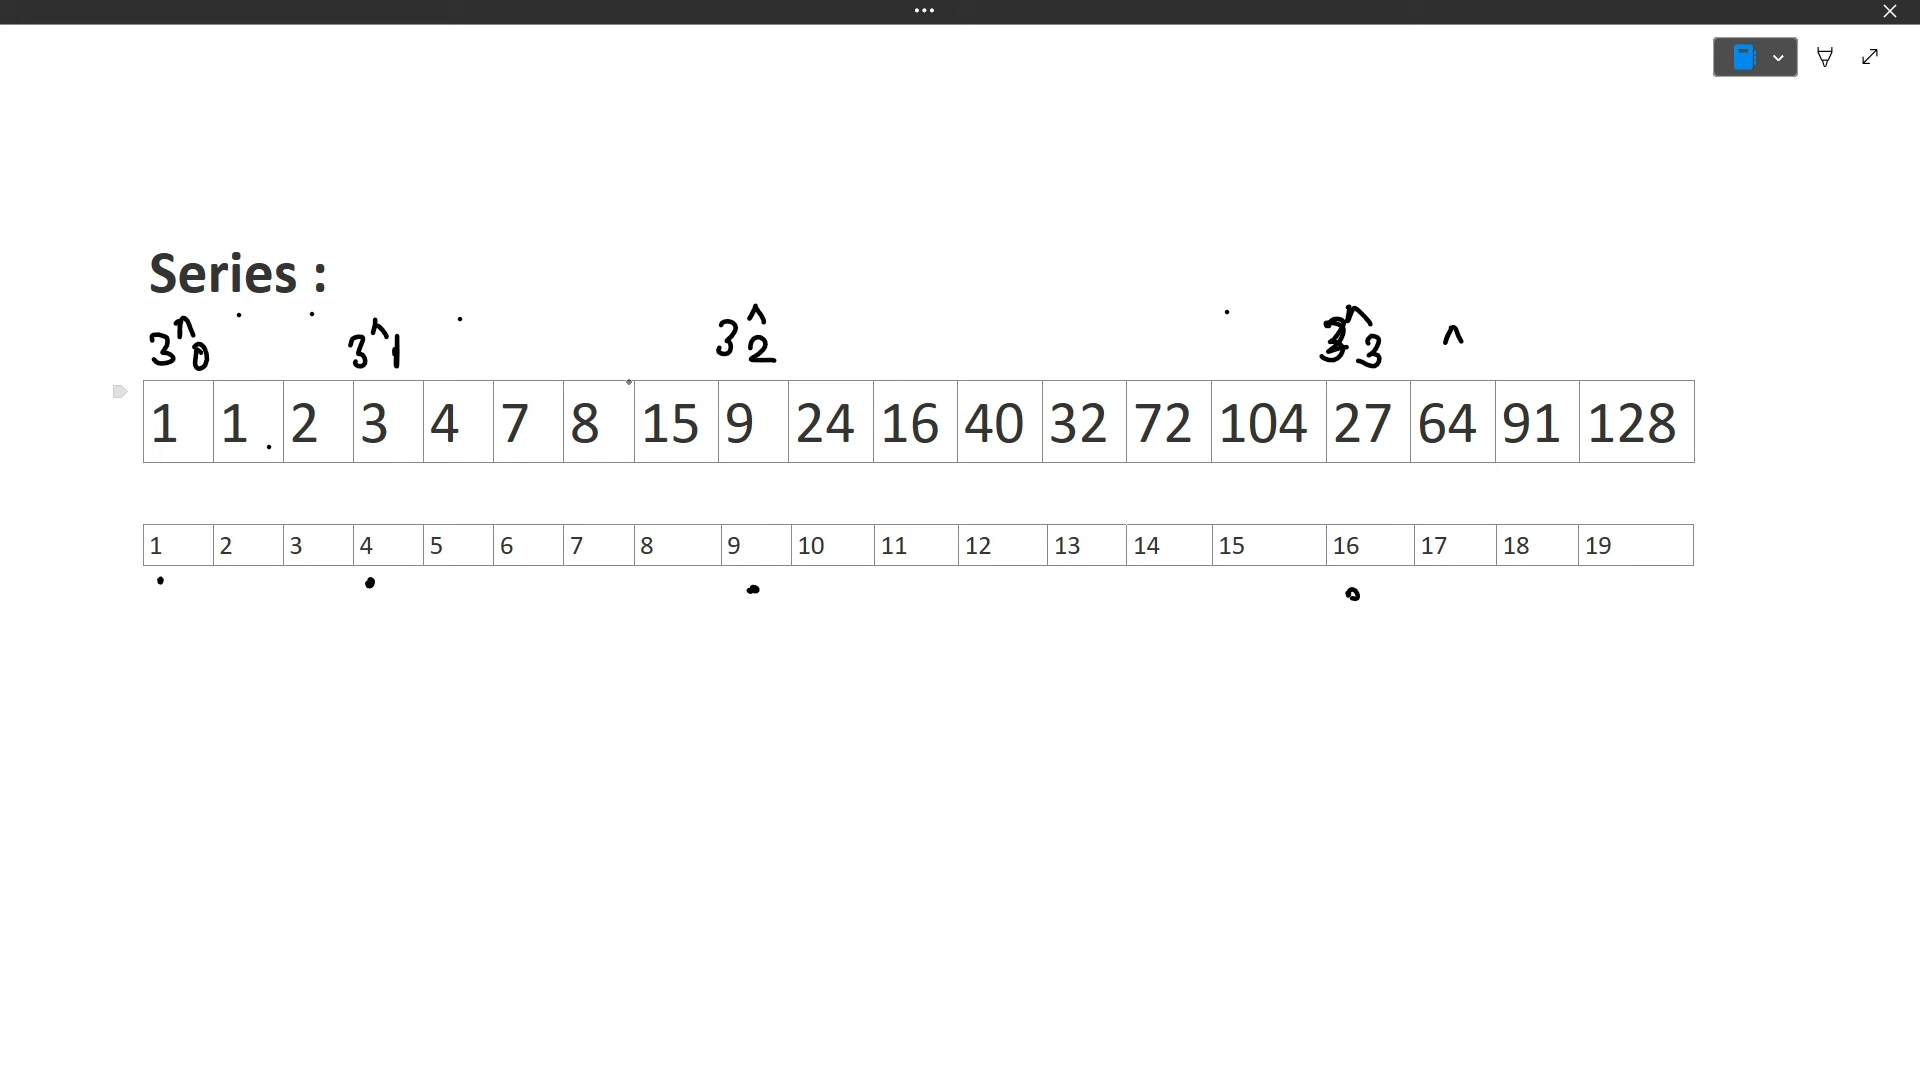 Series :
3^0 3^1 3^2 3^3 ^
1 1 2 3 4 7 8 15 9 24 16 40 32 72 104 27 64 91 128
1 2 3 4 5 6 7 8 9 10 11 12 13 14 15 16 17 18 19